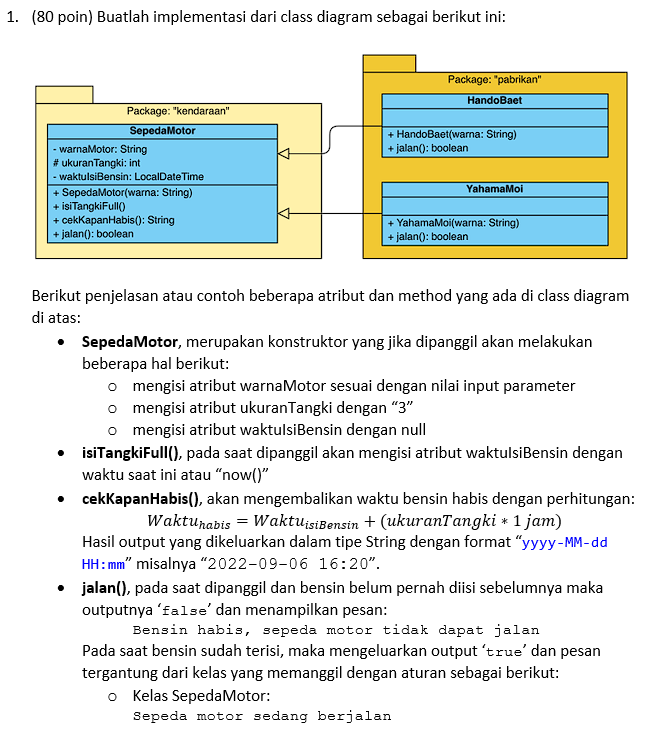 1. (80 poin) Buatlah implementasi dari class diagram sebagai berikut ini:
Package: "kendaraan"
SepedaMotor
- warnaMotor: String
# ukuranTangki: int
- waktuIsiBensin: LocalDateTime
+ SepedaMotor(warna: String)
+ isiTangkiFull()
+ cekKapanHabis(): String
+ jalan(): boolean
Package: "pabrikan"
HandoBaet
+ HandoBaet(warna: String)
+ jalan(): boolean
YahamaMoi
+ YahamaMoi(warna: String)
+ jalan(): boolean
Berikut penjelasan atau contoh beberapa atribut dan method yang ada di class diagram
di atas:
• SepedaMotor, merupakan konstruktor yang jika dipanggil akan melakukan
beberapa hal berikut:
o mengisi atribut warnaMotor sesuai dengan nilai input parameter
o mengisi atribut ukuranTangki dengan “3”
o mengisi atribut waktuIsiBensin dengan null
• isiTangkiFull(), pada saat dipanggil akan mengisi atribut waktuIsiBensin dengan
waktu saat ini atau “now()”
• cekKapanHabis(), akan mengembalikan waktu bensin habis dengan perhitungan:
Waktu_habis = Waktu_isiBensin + (ukuranTangki * 1 jam)
Hasil output yang dikeluarkan dalam tipe String dengan format “yyyy-MM-dd
HH:mm” misalnya “2022-09-06 16:20”.
• jalan(), pada saat dipanggil dan bensin belum pernah diisi sebelumnya maka
outputnya ‘false’ dan menampilkan pesan:
Bensin habis, sepeda motor tidak dapat jalan
Pada saat bensin sudah terisi, maka mengeluarkan output ‘true’ dan pesan
tergantung dari kelas yang memanggil dengan aturan sebagai berikut:
o Kelas SepedaMotor:
Sepeda motor sedang berjalan